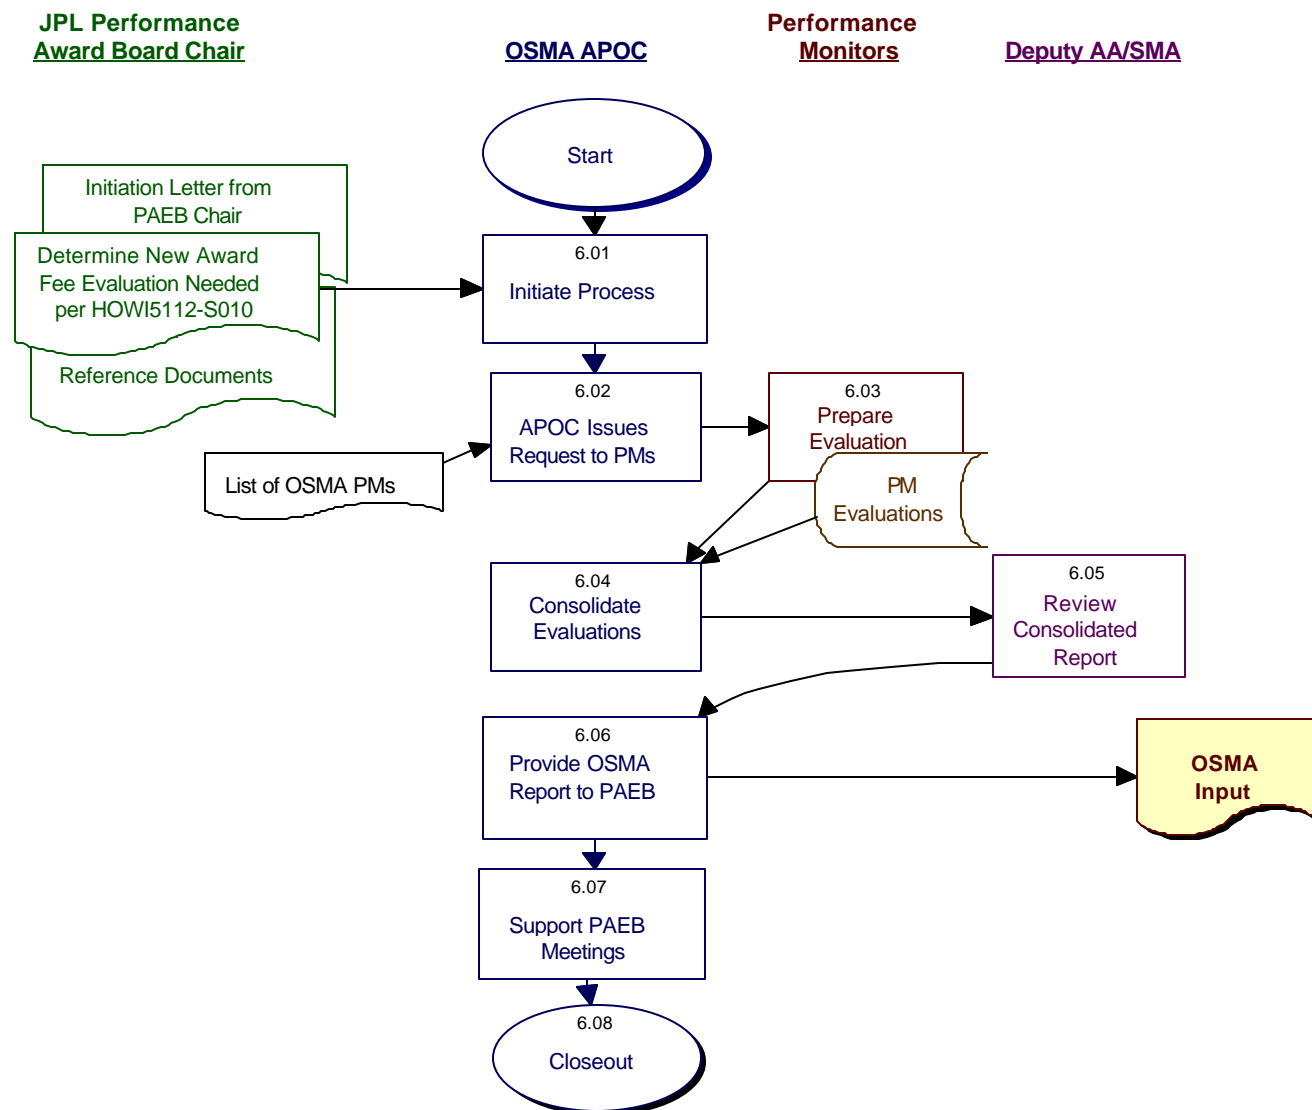 JPL Performance
Award Board Chair
OSMA APOC
Performance
Monitors
Deputy AA/SMA
Start
Initiation Letter from
PAEB Chair
Determine New Award
Fee Evaluation Needed
per HOWI5112-S010
Reference Documents
6.01
Initiate Process
6.02
APOC Issues
Request to PMs
List of OSMA PMs
6.03
Prepare
Evaluation
PM
Evaluations
6.04
Consolidate
Evaluations
6.05
Review
Consolidated
Report
6.06
Provide OSMA
Report to PAEB
OSMA
Input
6.07
Support PAEB
Meetings
6.08
Closeout